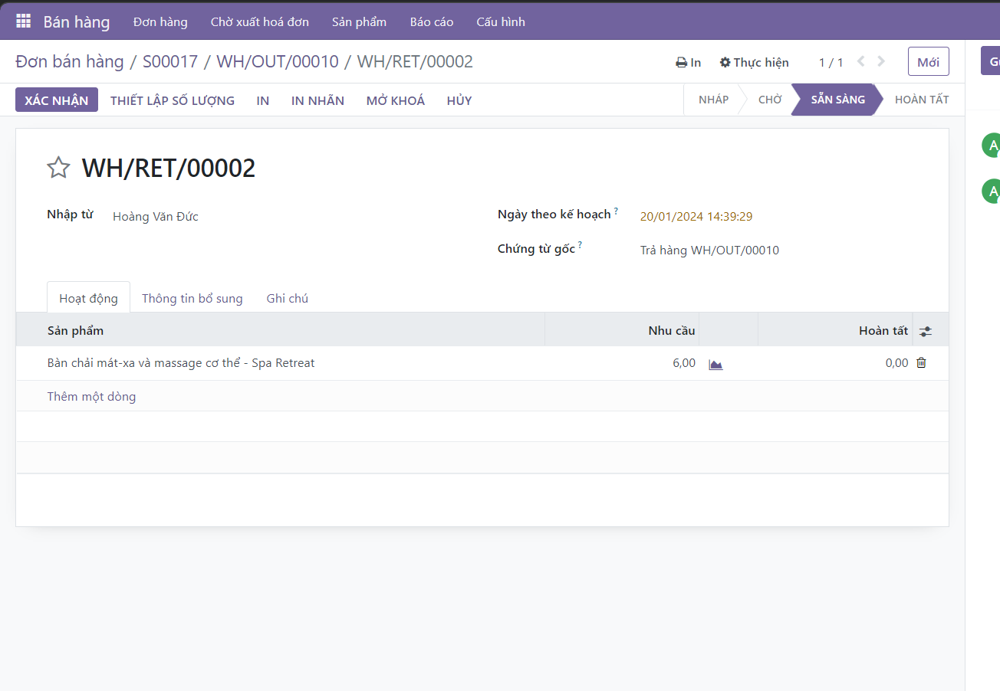 Bán hàng Đơn hàng Chờ xuất hoá đơn Sản phẩm Báo cáo Cấu hình
Đơn bán hàng / S00017 / WH/OUT/00010 / WH/RET/00002 In Thực hiện 1 / 1 Mới
XÁC NHẬN THIẾT LẬP SỐ LƯỢNG IN IN NHÃN MỞ KHOÁ HỦY NHÁP CHỜ SẴN SÀNG HOÀN TẤT
A
WH/RET/00002
A
Nhập từ Hoàng Văn Đức Ngày theo kế hoạch ? 20/01/2024 14:39:29
Chứng từ gốc ? Trả hàng WH/OUT/00010
Hoạt động Thông tin bổ sung Ghi chú
Sản phẩm Nhu cầu Hoàn tất
Bàn chải mát-xa và massage cơ thể - Spa Retreat 6,00 0,00
Thêm một dòng